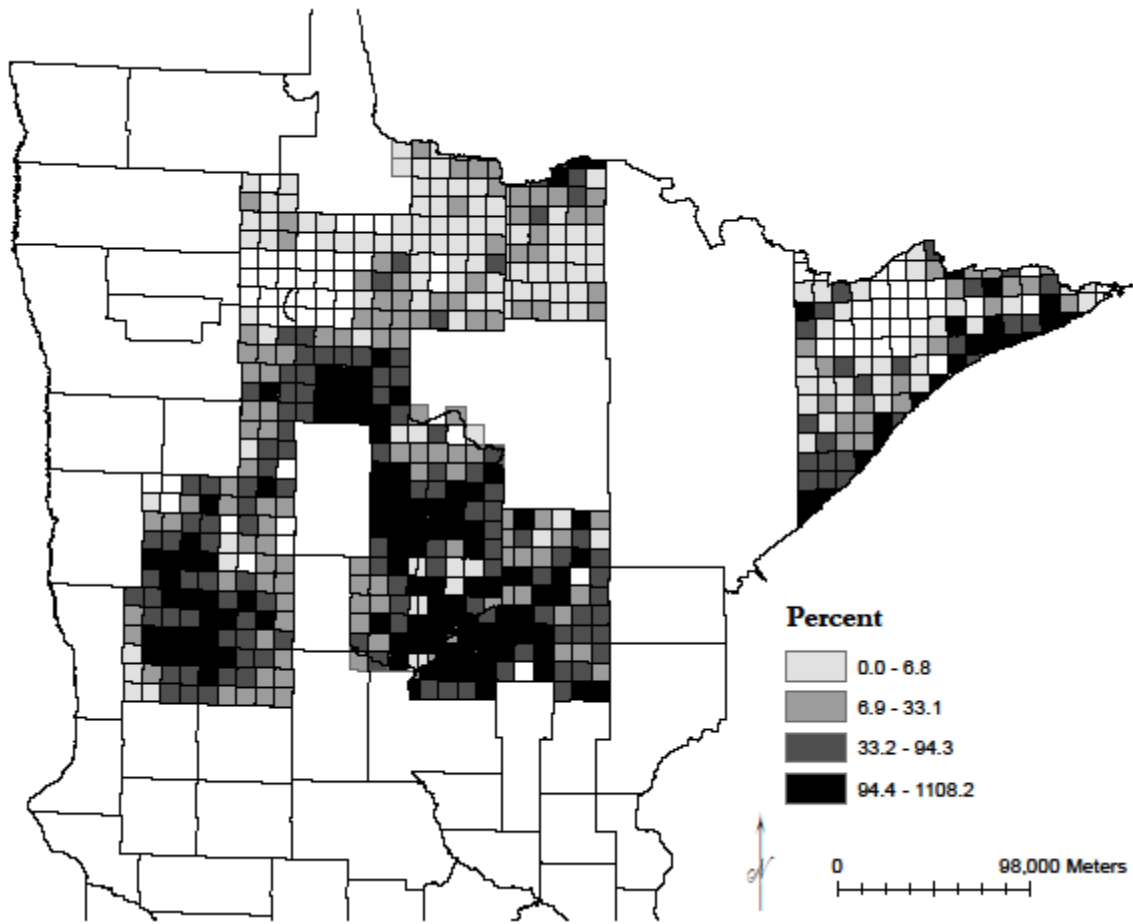 Percent
0.0 - 6.8
6.9 - 33.1
33.2 - 94.3
94.4 - 1108.2
N
0 98,000 Meters